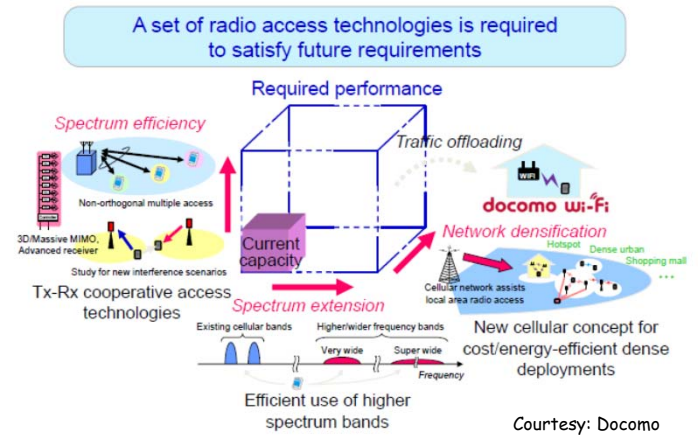 A set of radio access technologies is required
to satisfy future requirements
Required performance
Spectrum efficiency
Traffic offloading
WiFi
Non-orthogonal multiple access
döcomo Wi-Fi
3D/Massive MIMO,
Advanced receiver
Current
capacity
Network densification
Hotspot
Dense urban
Shopping mall
...
Study for new interference scenarios
Cellular network assists
local area radio access
Tx-Rx cooperative access
technologies
Spectrum extension
Existing cellular bands
Higher/wider frequency bands
Very wide
Super wide
Frequency
New cellular concept for
cost/energy-efficient dense
deployments
Efficient use of higher
spectrum bands
Courtesy: Docomo